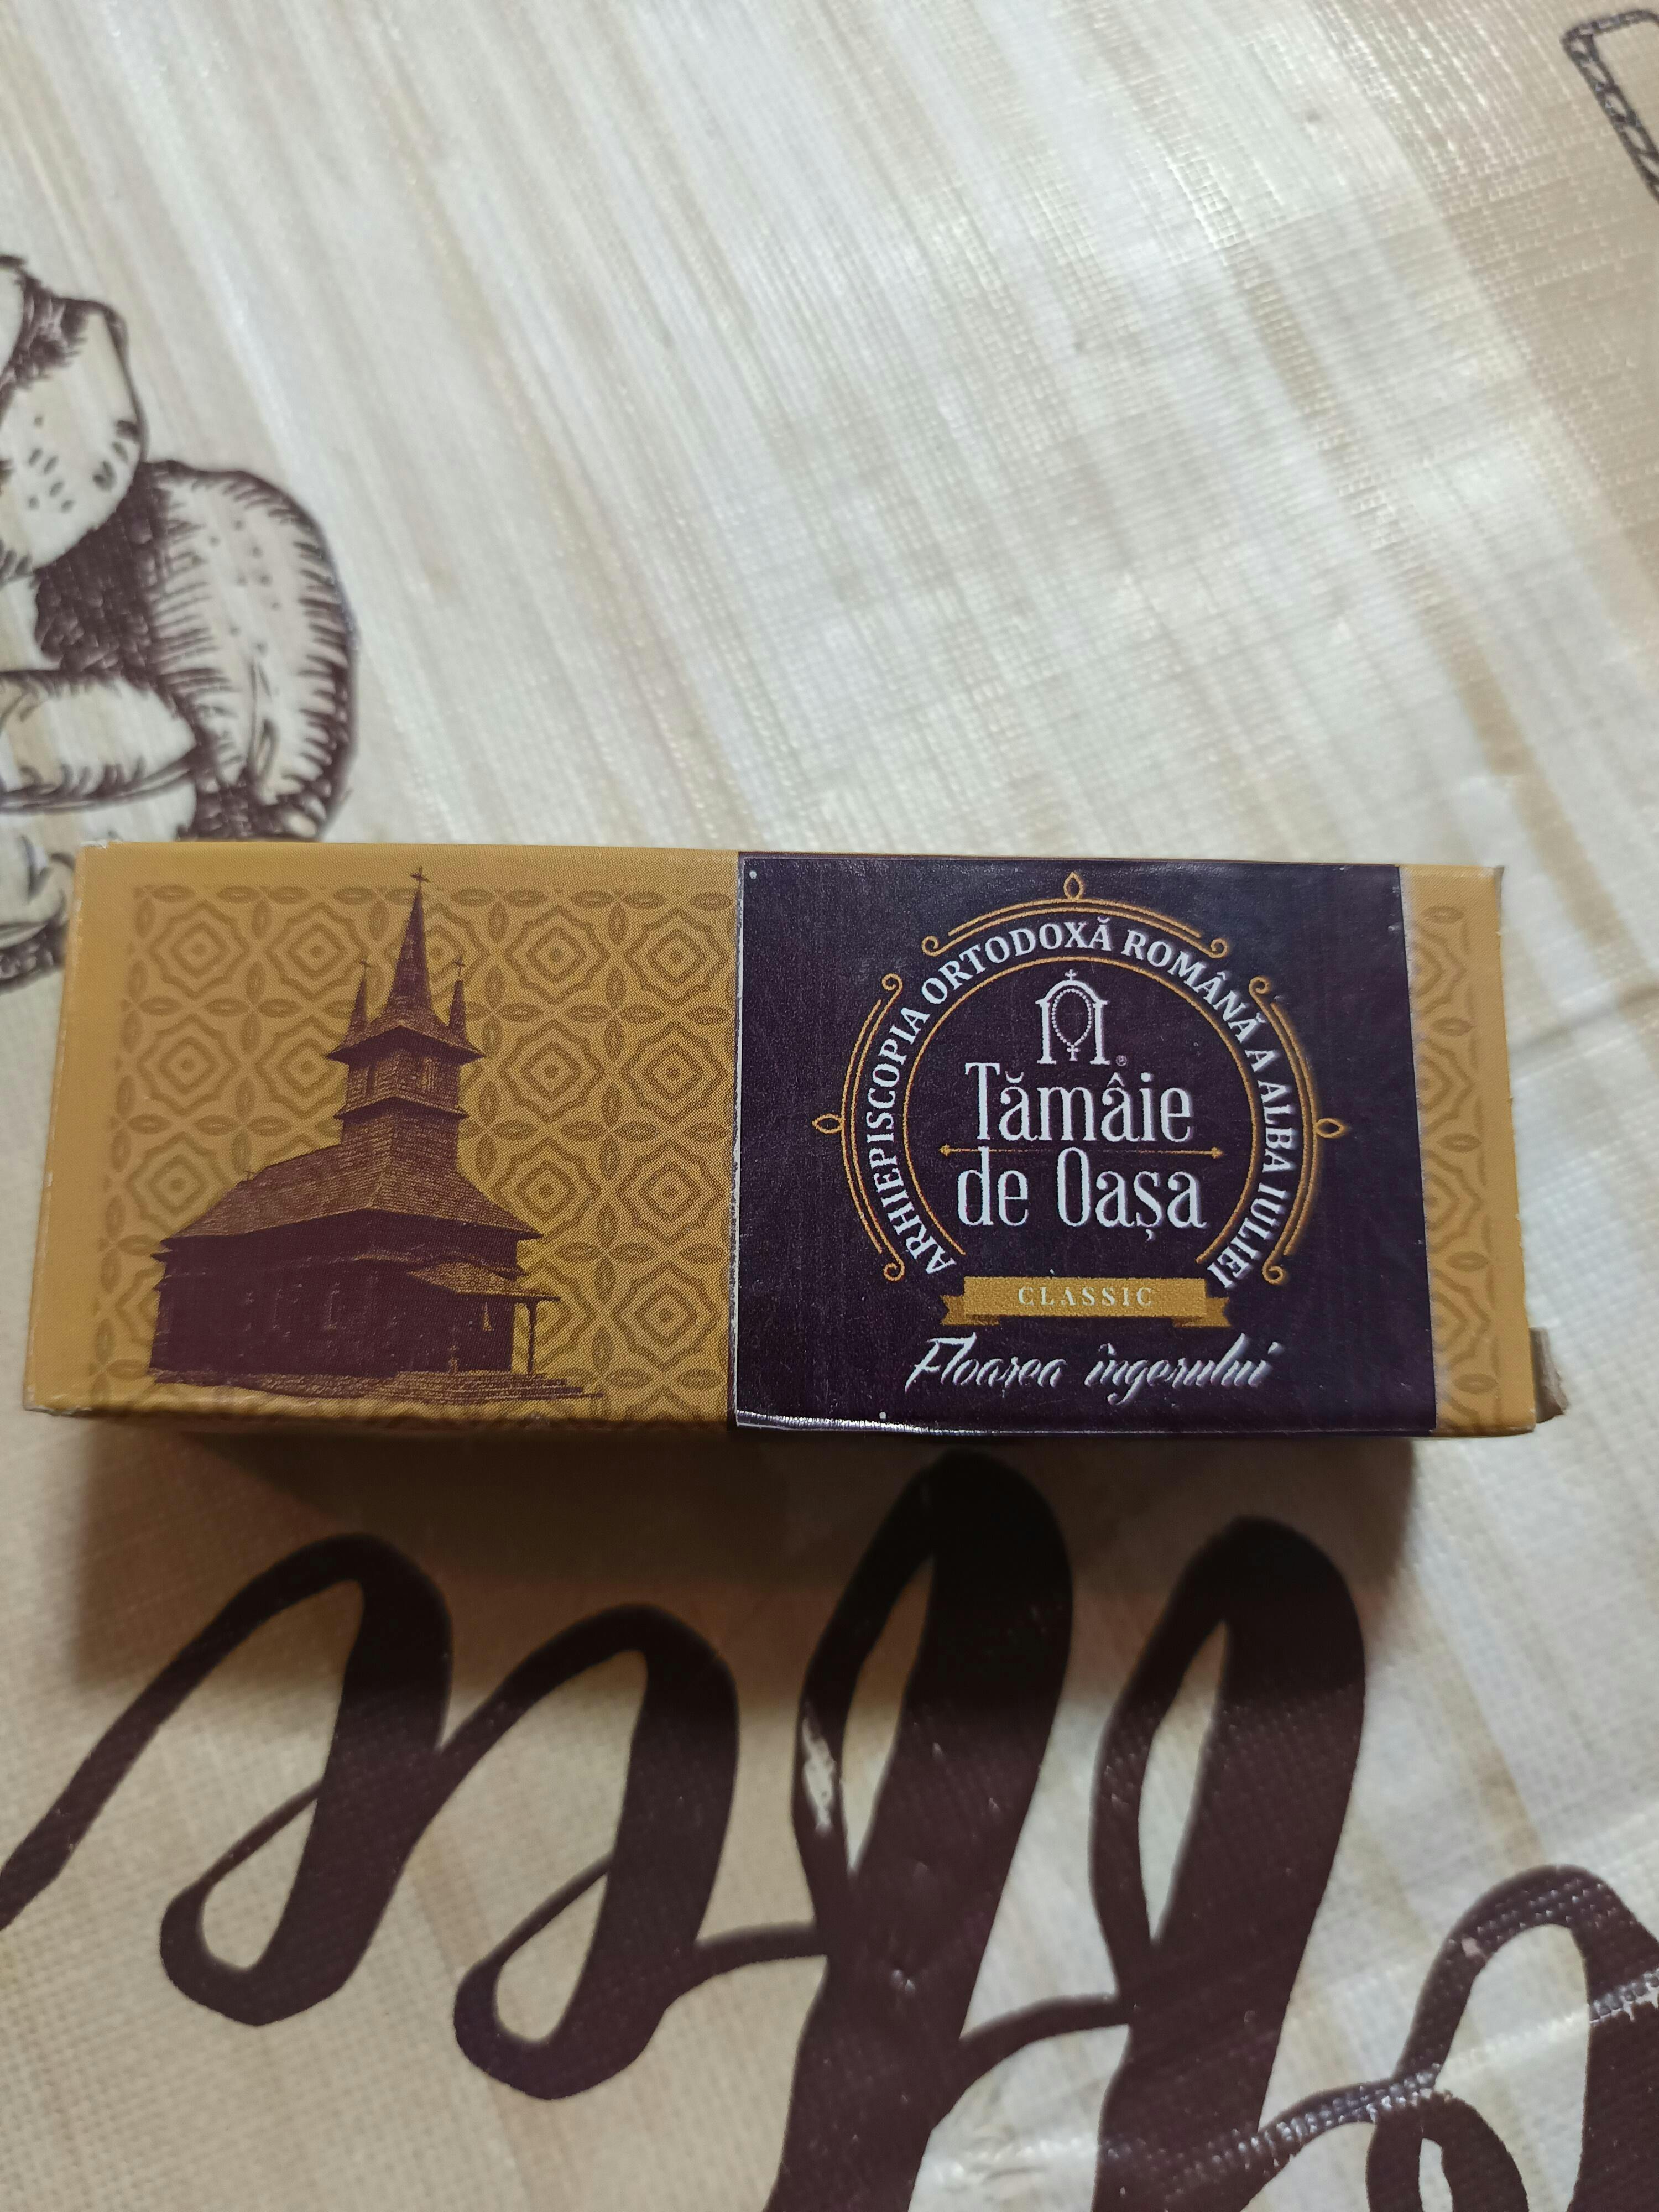 ARHIEPISCOPIA ORTODOXĂ ROMÂNĂ A ALBA IULIEI
Tămâie
de Oașa
CLASSIC
Floarea îngerului